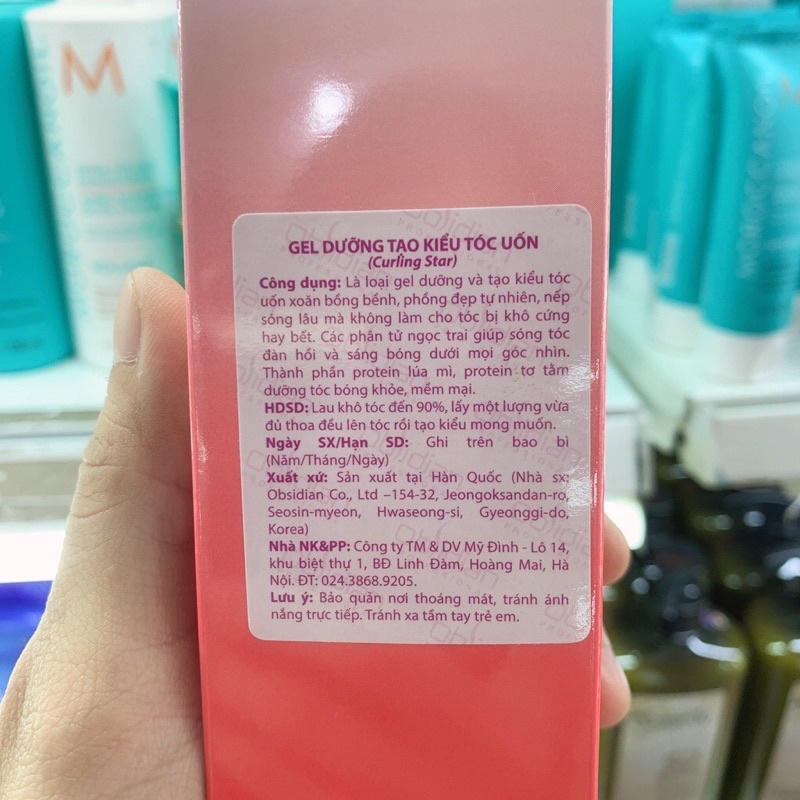 M
GEL DƯỠNG TẠO KIỂU TÓC UỐN
(Curling Star)
Công dụng: Là loại gel dưỡng và tạo kiểu tóc
uốn xoăn bồng bềnh, phồng đẹp tự nhiên, nếp
sóng lâu mà không làm cho tóc bị khô cứng
hay bết. Các phần tử ngọc trai giúp sóng tóc
đàn hồi và sáng bóng dưới mọi góc nhìn.
Thành phần protein lúa mì, protein tơ tằm
dưỡng tóc bóng khỏe, mềm mại.
HDSD: Lau khô tóc đến 90%, lấy một lượng vừa
đủ thoa đều lên tóc rồi tạo kiểu mong muốn.
Ngày SX/Hạn SD: Ghi trên bao bì
(Năm/Tháng/Ngày)
Xuất xứ: Sản xuất tại Hàn Quốc (Nhà sx:
Obsidian Co., Ltd –154-32, Jeongoksandan-ro,
Seosin-myeon, Hwaseong-si, Gyeonggi-do,
Korea)
Nhà NK&PP: Công ty TM & DV Mỹ Đình - Lô 14,
khu biệt thự 1, BĐ Linh Đàm, Hoàng Mai, Hà
Nội. ĐT: 024.3868.9205.
Lưu ý: Bảo quản nơi thoáng mát, tránh ánh
nắng trực tiếp. Tránh xa tầm tay trẻ em.